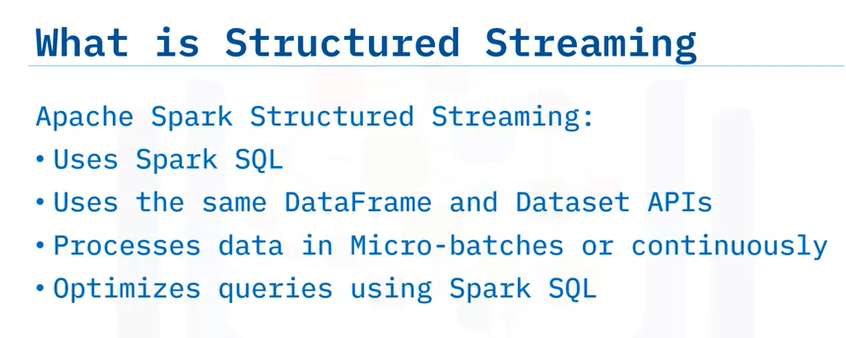 What is Structured Streaming
Apache Spark Structured Streaming:
• Uses Spark SQL
• Uses the same DataFrame and Dataset APIs
• Processes data in Micro-batches or continuously
• Optimizes queries using Spark SQL